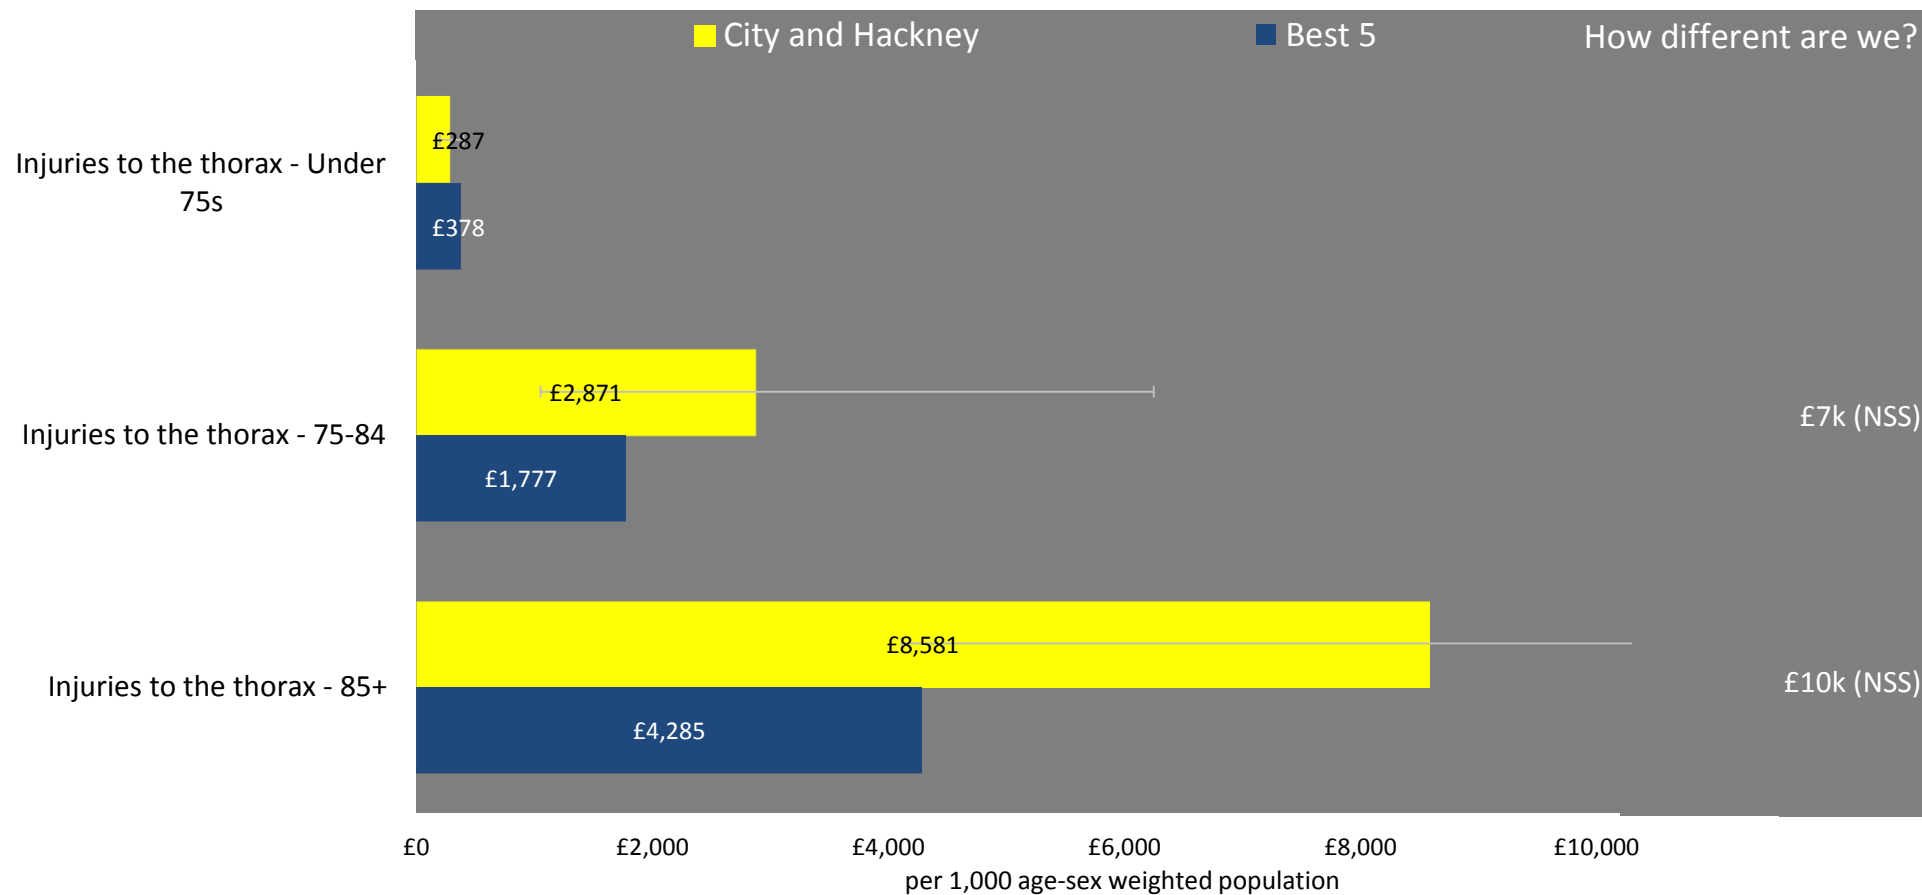 City and Hackney Best 5 How different are we?
Injuries to the thorax - Under
75s
£287
£378
Injuries to the thorax - 75-84
£2,871
£1,777
£7k (NSS)
Injuries to the thorax - 85+
£8,581
£4,285
£10k (NSS)
£0 £2,000 £4,000 £6,000 £8,000 £10,000
per 1,000 age-sex weighted population